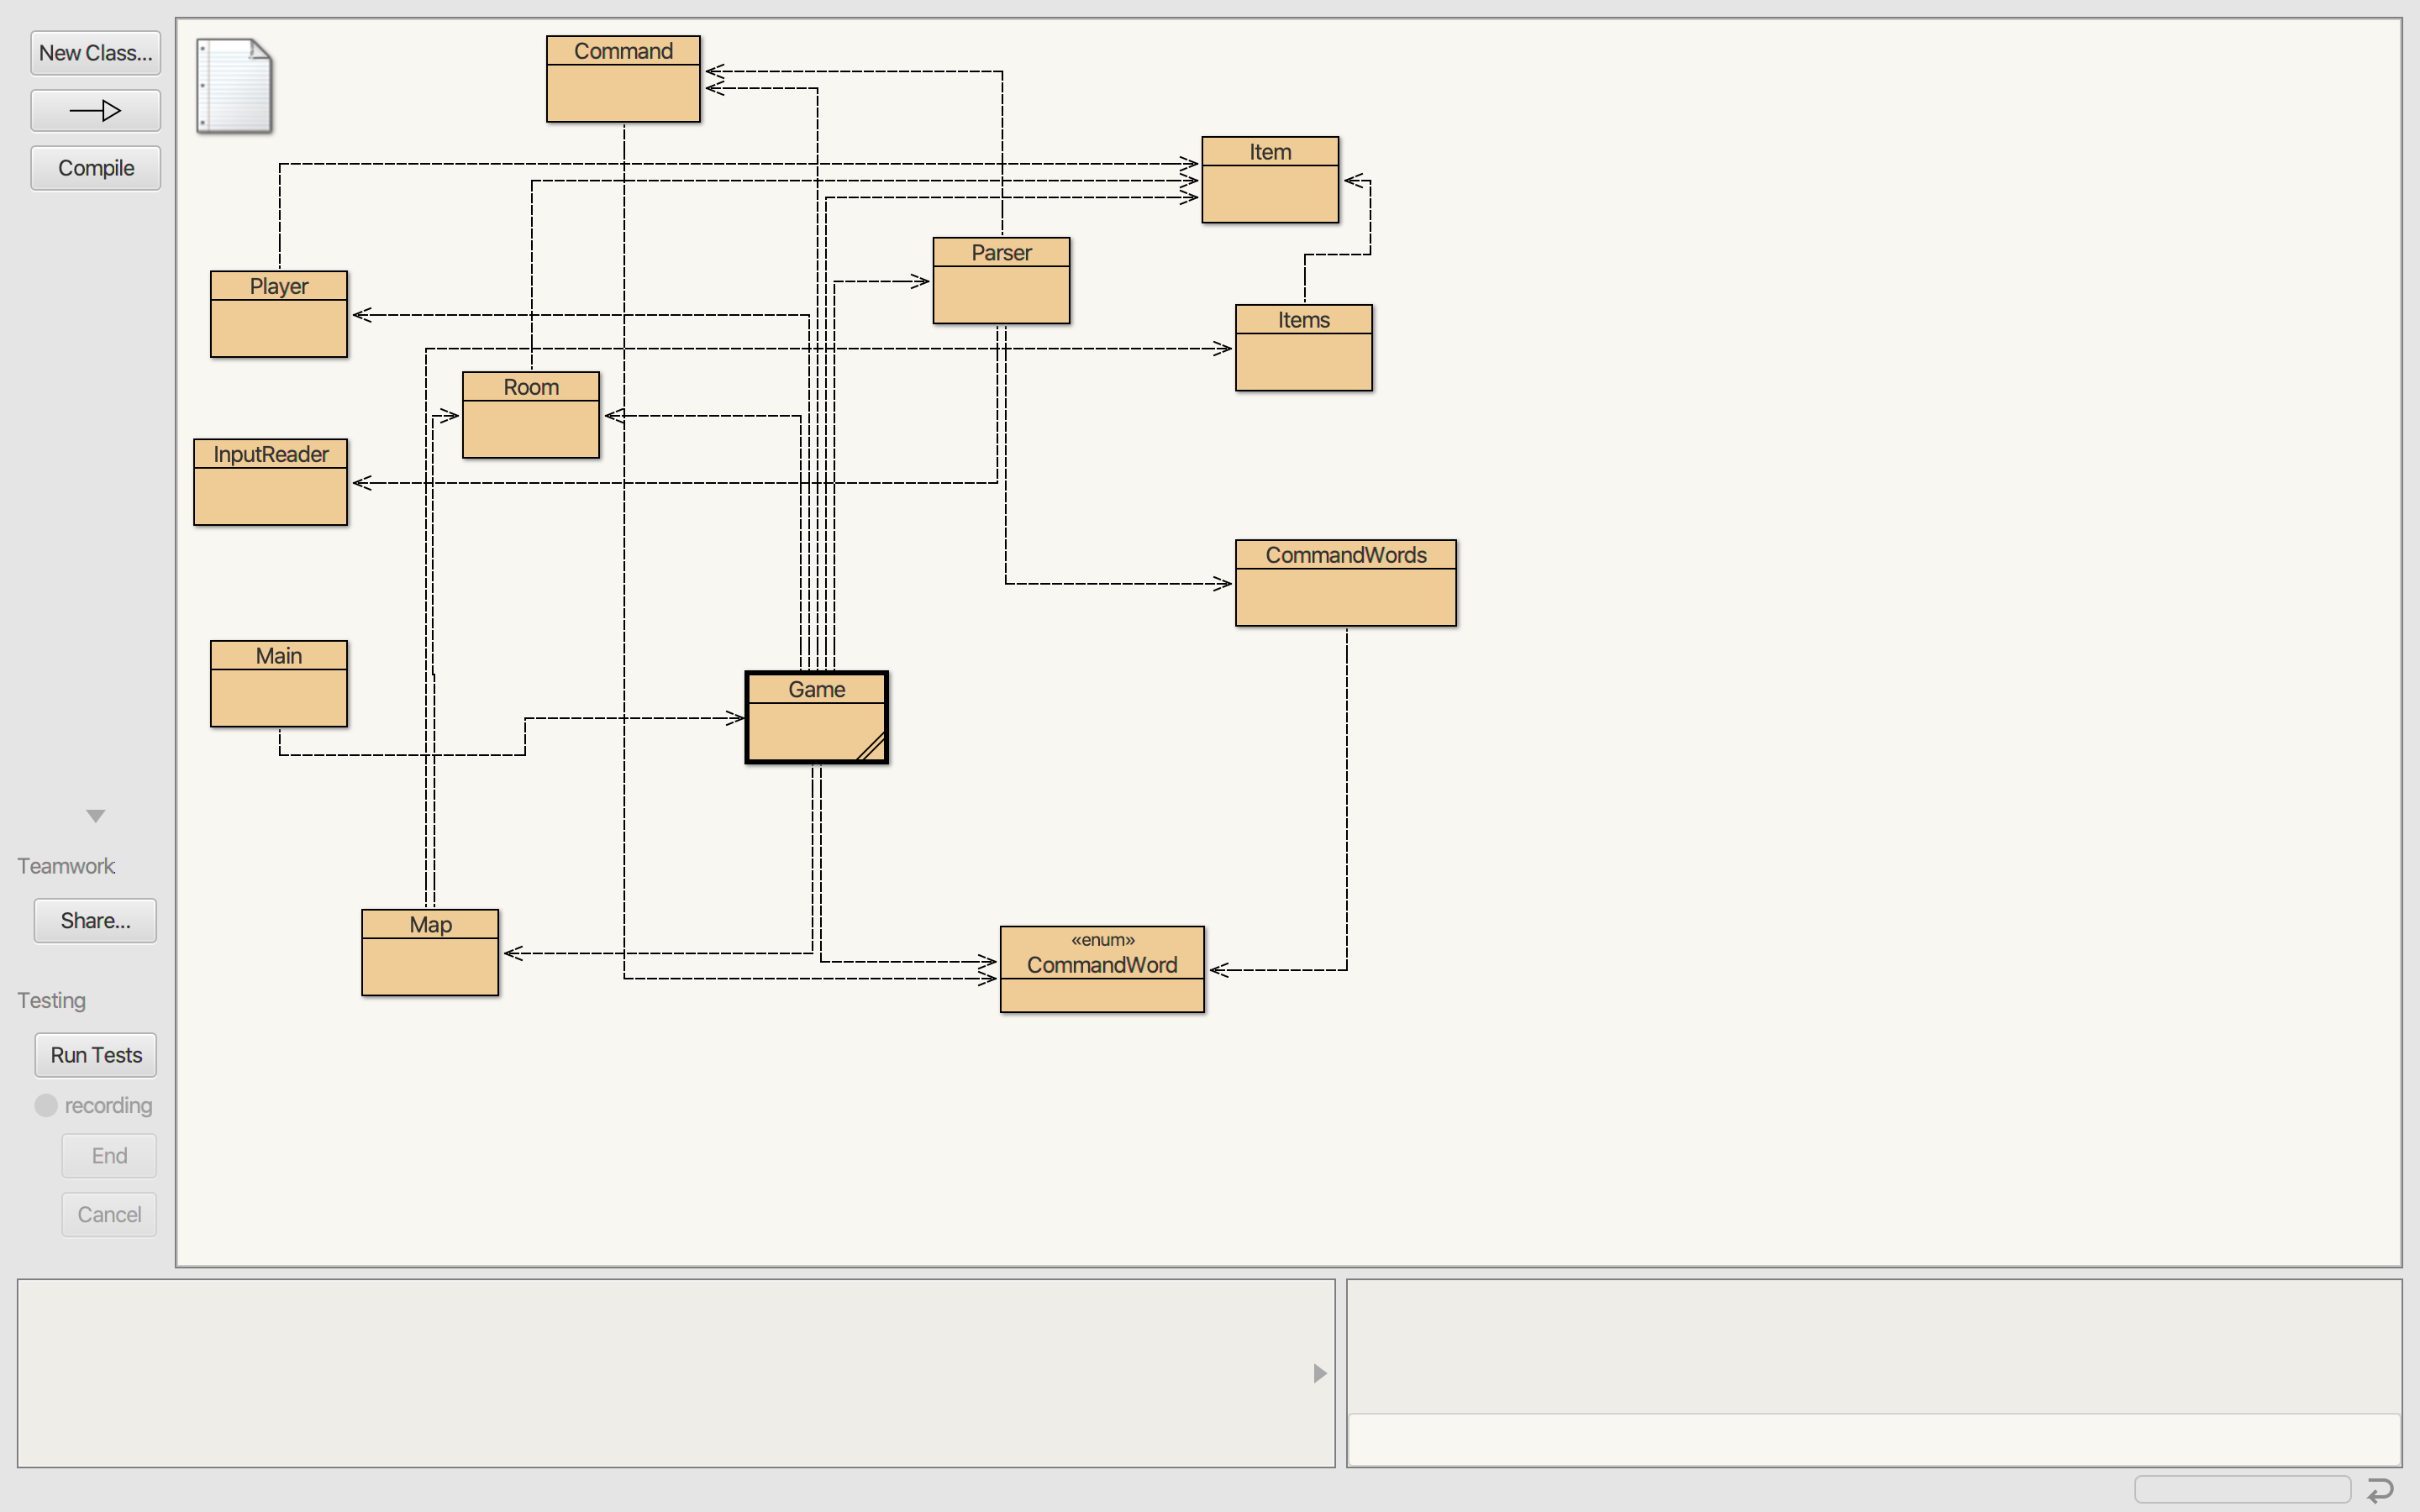 New Class...
Compile
Command
Item
Parser
Player
Items
Room
InputReader
CommandWords
Main
Game
Map
«enum»
CommandWord
Teamwork
Share...
Testing
Run Tests
recording
End
Cancel